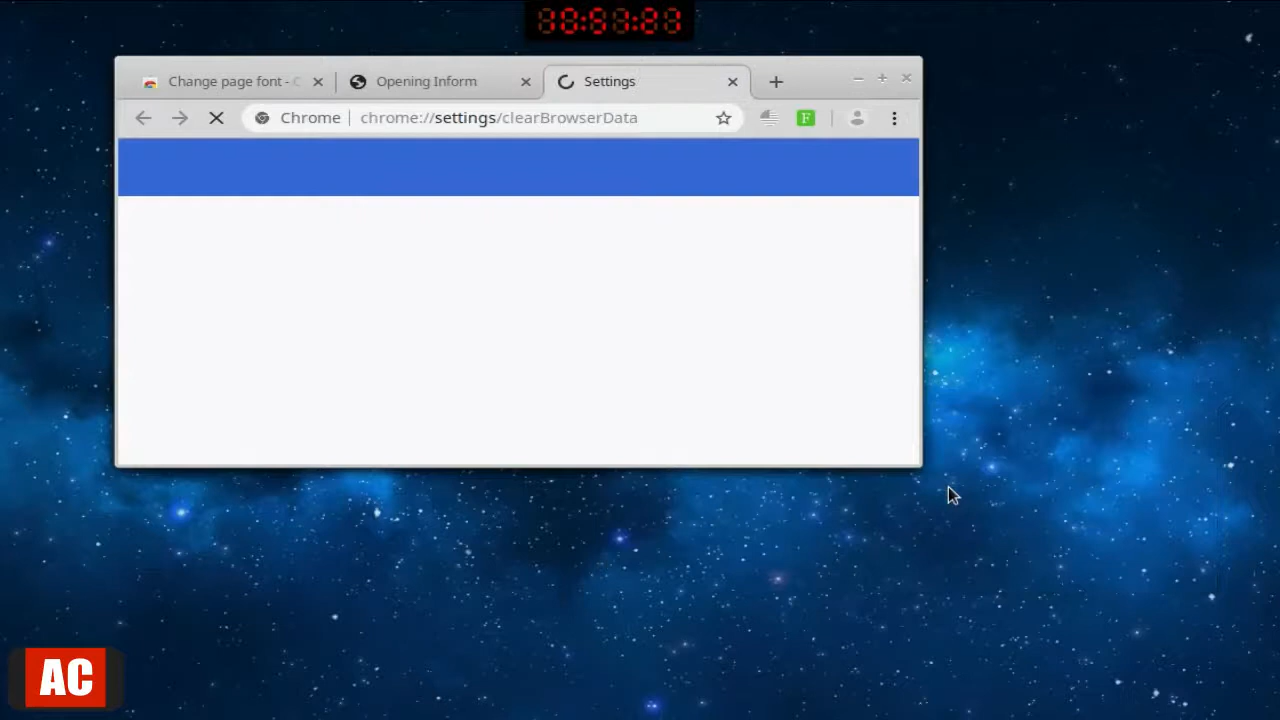 Change page font - C
Opening Inform
Settings
Chrome
chrome://settings/clearBrowserData
F
AC